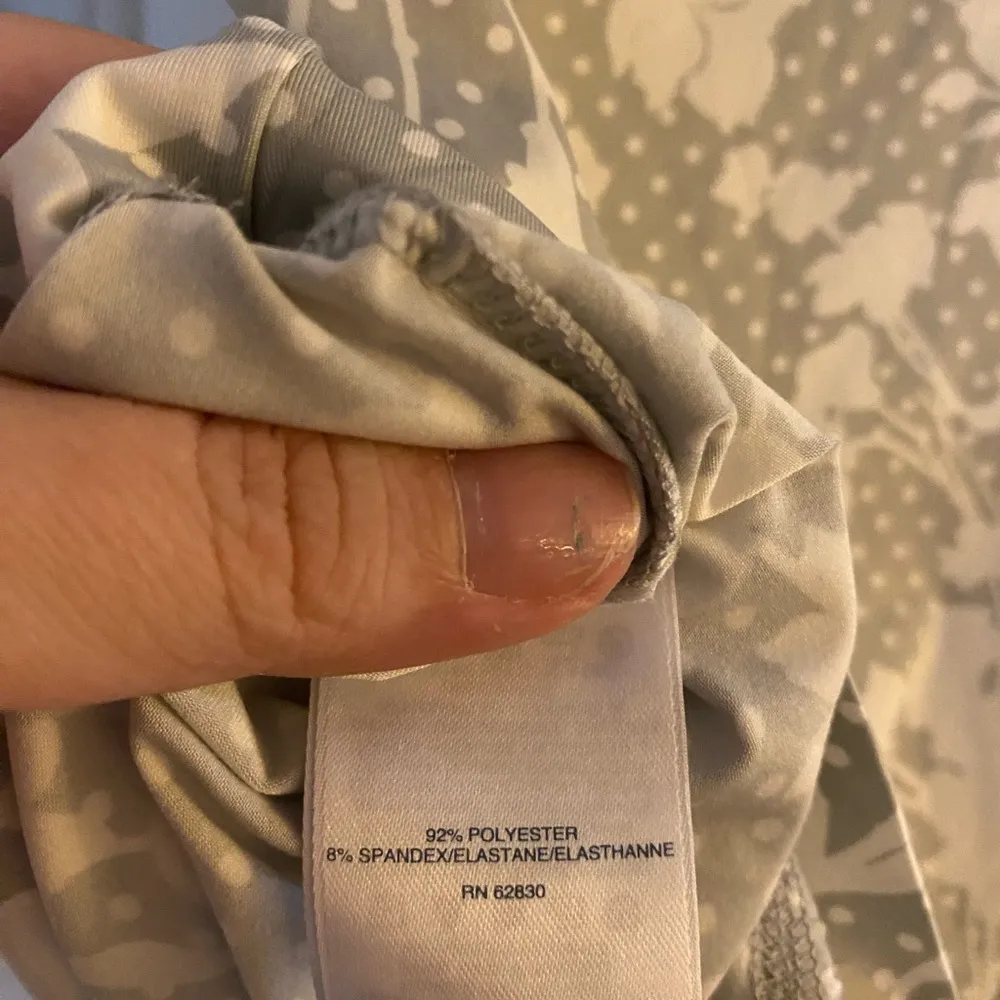 92% POLYESTER
8% SPANDEX/ELASTANE/ELASTHANNE
RN 62830